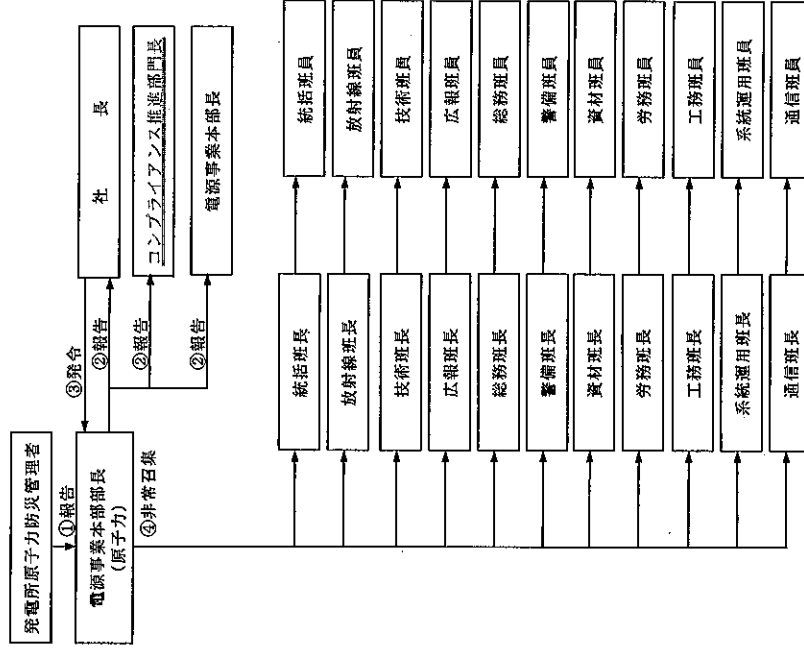 発電所原子力防災管理者
①報告
電源事業本部部長
(原子力)
③発令
②報告
②報告
②報告
社長
コンプライアンス推進部門長
電源事業本部長
④非常召集
統括班長
統括班員
放射線班長
放射線班員
技術班長
技術班員
広報班長
広報班員
総務班長
総務班員
警備班長
警備班員
資材班長
資材班員
労務班長
労務班員
工務班長
工務班員
系統運用班長
系統運用班員
通信班長
通信班員